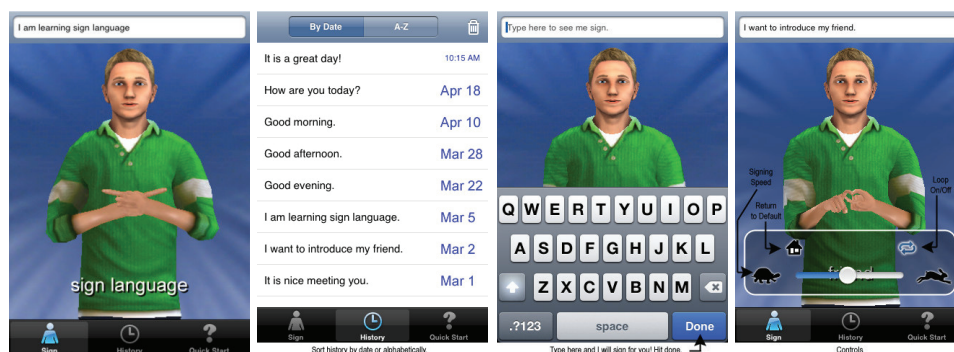 I am learning sign language
sign language
Sign
History
Quick Start
By Date
A-Z
It is a great day!
10:15 AM
How are you today?
Apr 18
Good morning.
Apr 10
Good afternoon.
Mar 28
Good evening.
Mar 22
I am learning sign language.
Mar 5
I want to introduce my friend.
Mar 2
It is nice meeting you.
Mar 1
Sign
History
Quick Start
Sort history by date or alphabetically.
Type here to see me sign.
Q W E R T Y U I O P
A S D F G H J K L
Z X C V B N M
.?123
space
Done
Type here and I will sign for you! Hit done.
I want to introduce my friend.
Signing
Speed
Return
to Default
Loop
On/Off
friend
Sign
History
Quick Start
Controls